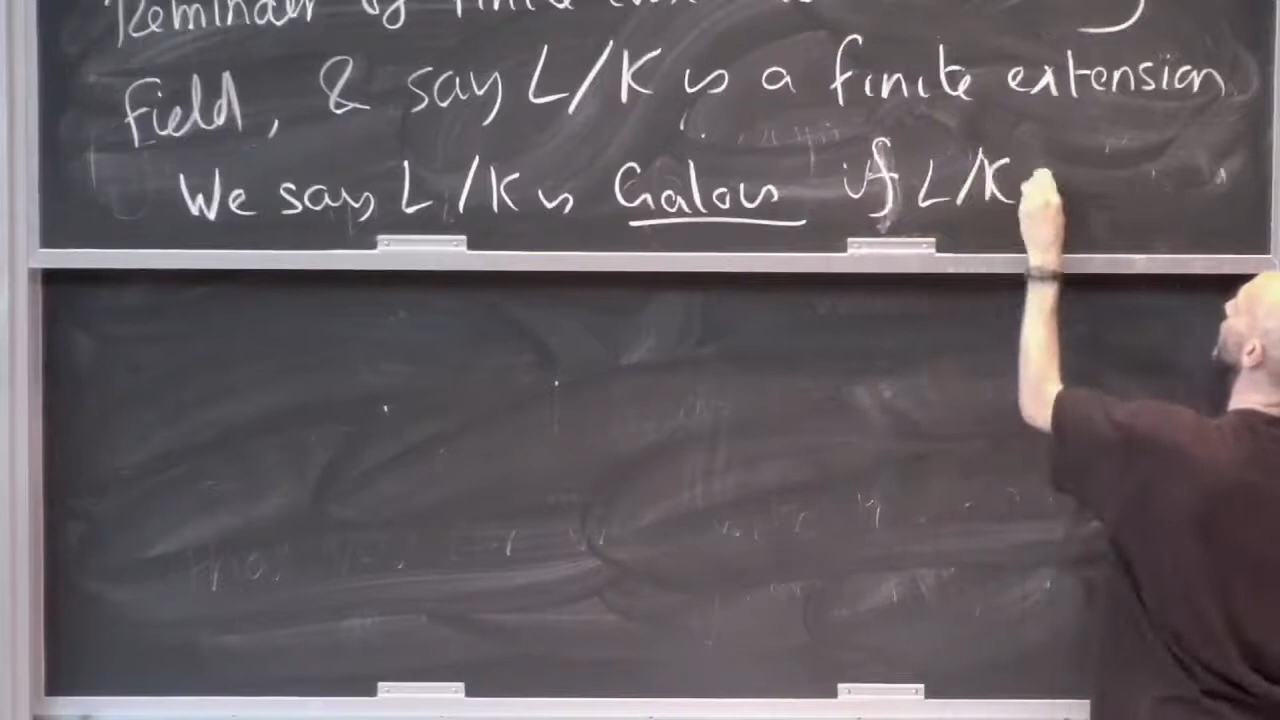 Reminder of finite
field, & say L/K is a finite extension
We say L/K is Galois if L/K